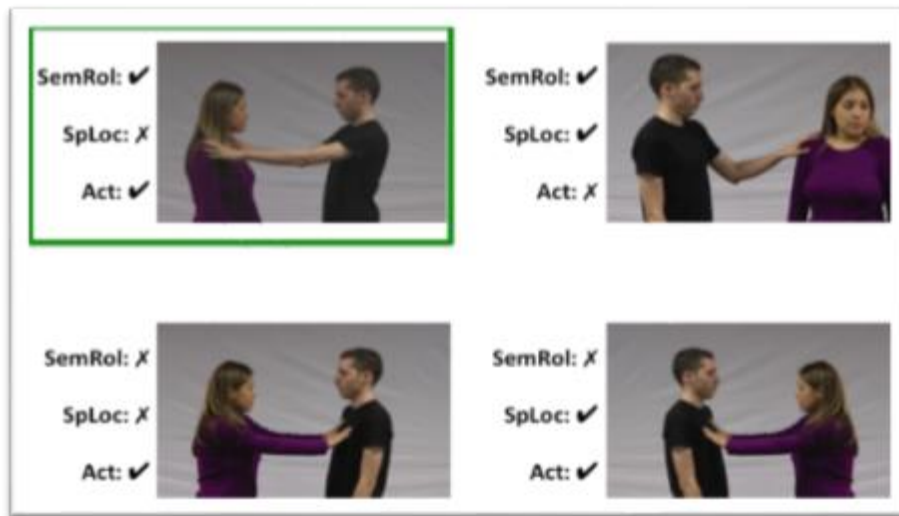 SemRol: ✔
SpLoc: ✗
Act: ✔
SemRol: ✔
SpLoc: ✔
Act: ✗
SemRol: ✗
SpLoc: ✗
Act: ✔
SemRol: ✗
SpLoc: ✔
Act: ✔